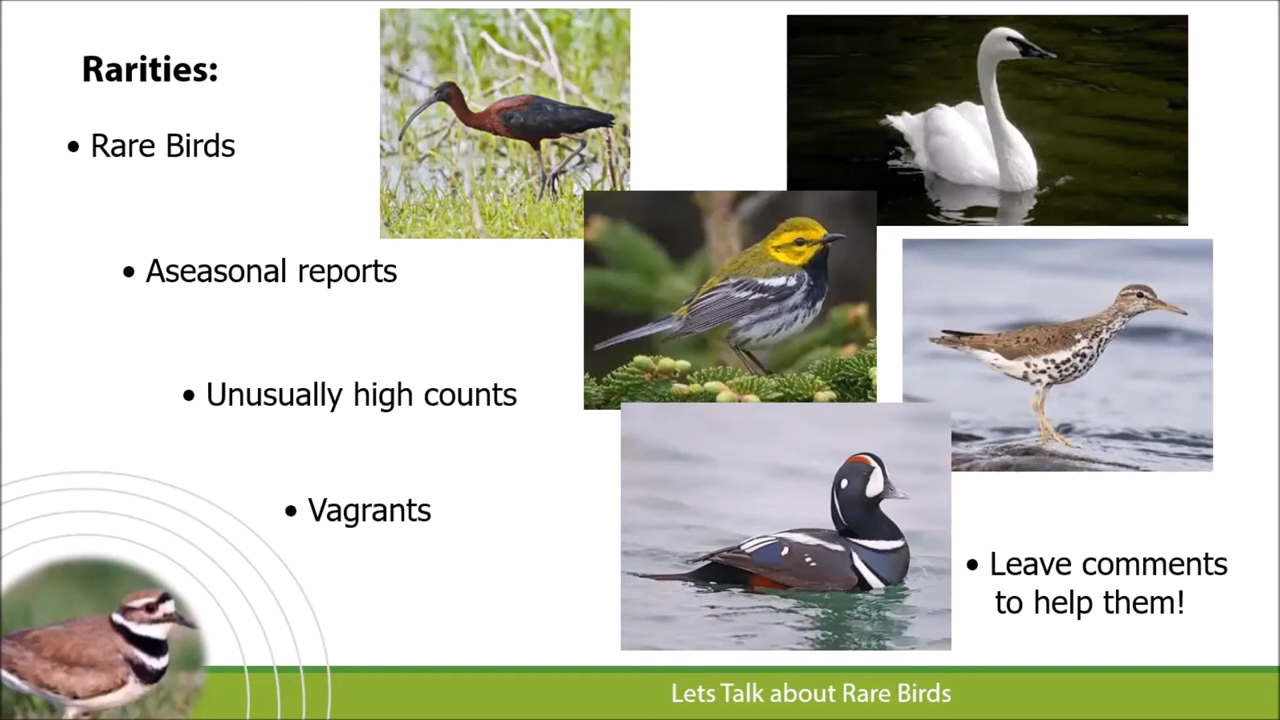 Rarities:
• Rare Birds
• Aseasonal reports
• Unusually high counts
• Vagrants
• Leave comments
to help them!
Lets Talk about Rare Birds